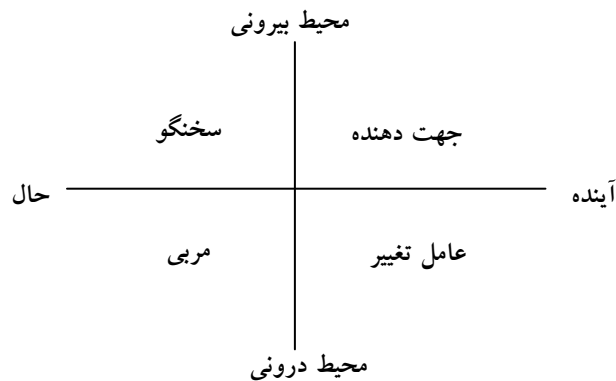 محیط بیرونی
جهت دهنده
سخنگو
آینده
حال
عامل تغییر
مربی
محیط درونی